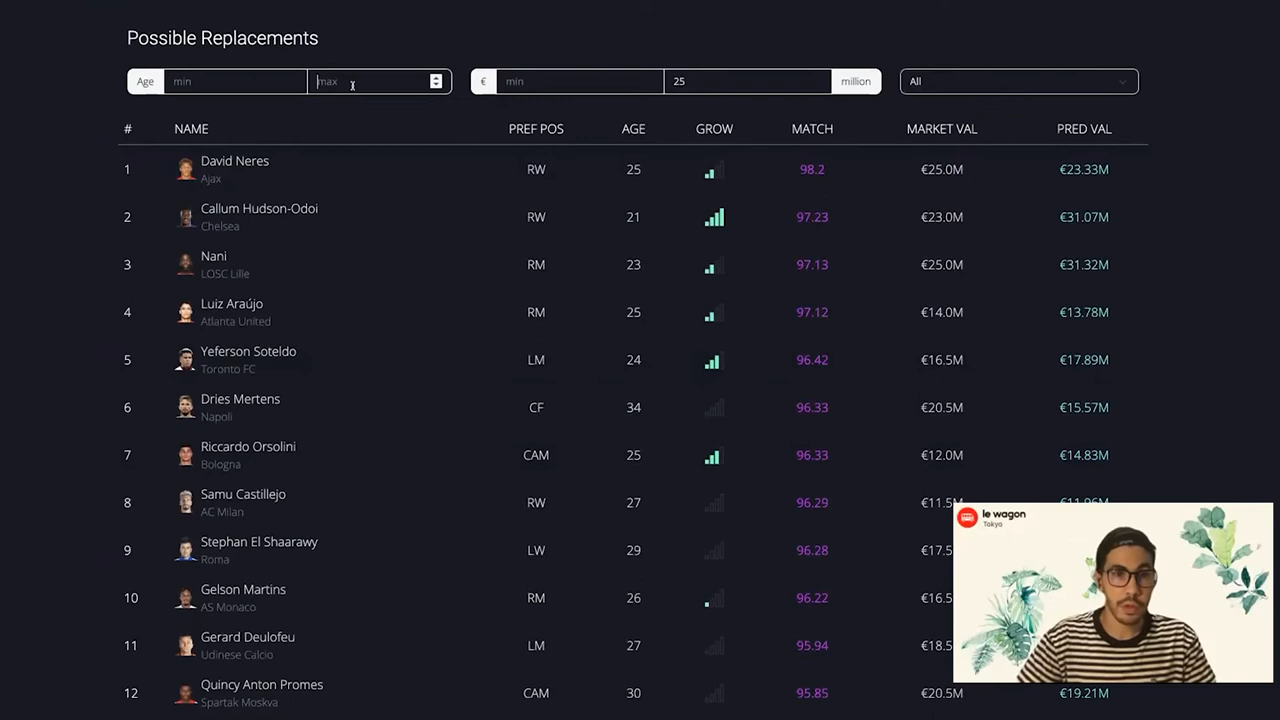 Possible Replacements
Age min max € min 25 million All
# NAME PREF POS AGE GROW MATCH MARKET VAL PRED VAL
1 David Neres RW 25 98.2 €25.0M €23.33M
Ajax
2 Callum Hudson-Odoi RW 21 97.23 €23.0M €31.07M
Chelsea
3 Nani RM 23 97.13 €25.0M €31.32M
LOSC Lille
4 Luiz Araújo RM 25 97.12 €14.0M €13.78M
Atlanta United
5 Yeferson Soteldo LM 24 96.42 €16.5M €17.89M
Toronto FC
6 Dries Mertens CF 34 96.33 €20.5M €15.57M
Napoli
7 Riccardo Orsolini CAM 25 96.33 €12.0M €14.83M
Bologna
8 Samu Castillejo RW 27 96.29 €11.5M €11.96M
AC Milan
le wagon
Tokyo
9 Stephan El Shaarawy LW 29 96.28 €17.5
Roma
10 Gelson Martins RM 26 96.22 €16.5
AS Monaco
11 Gerard Deulofeu LM 27 95.94 €18.5
Udinese Calcio
12 Quincy Anton Promes CAM 30 95.85 €20.5M €19.21M
Spartak Moskva